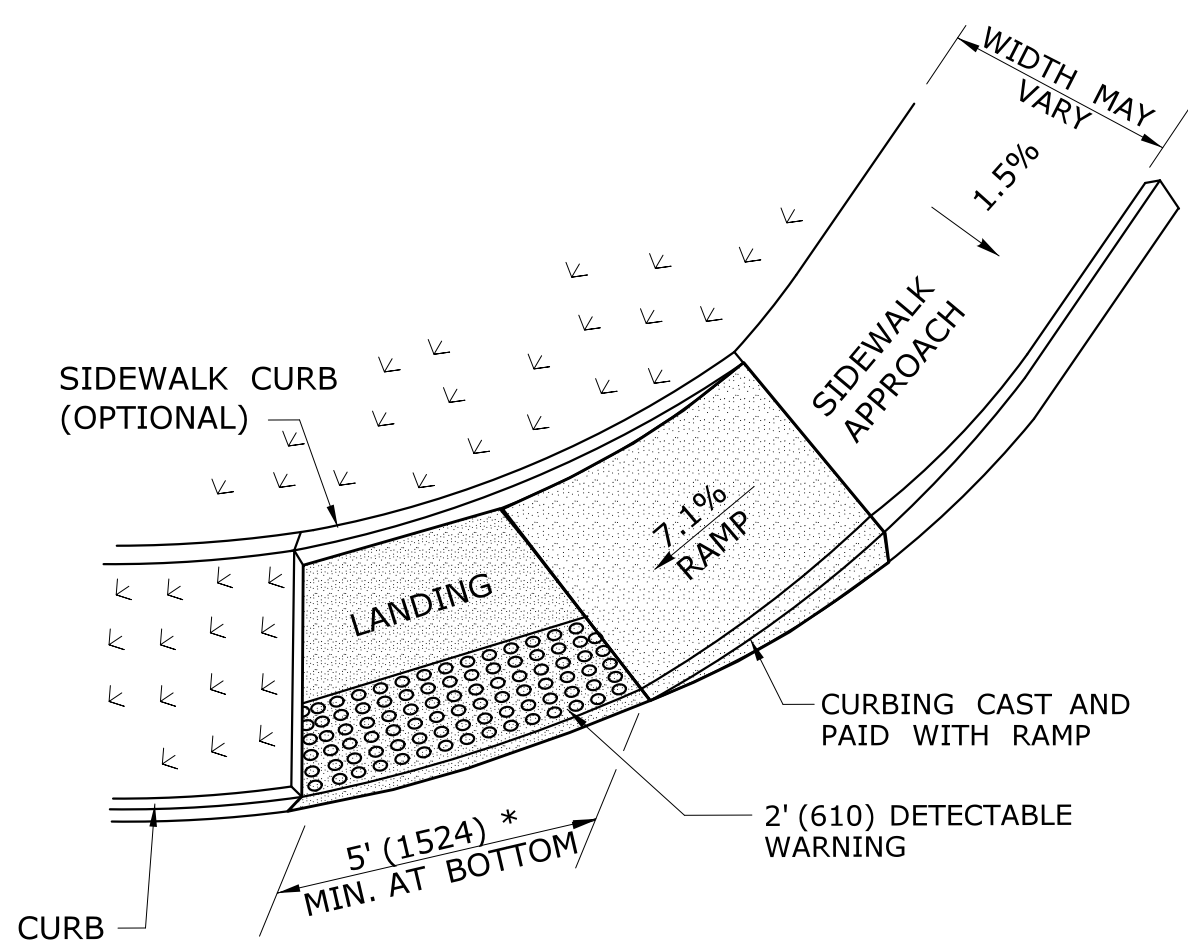 WIDTH MAY
VARY
1.5%
SIDEWALK
APPROACH
SIDEWALK CURB
(OPTIONAL)
7.1%
RAMP
LANDING
CURBING CAST AND
PAID WITH RAMP
2' (610) DETECTABLE
WARNING
5' (1524) *
MIN. AT BOTTOM
CURB